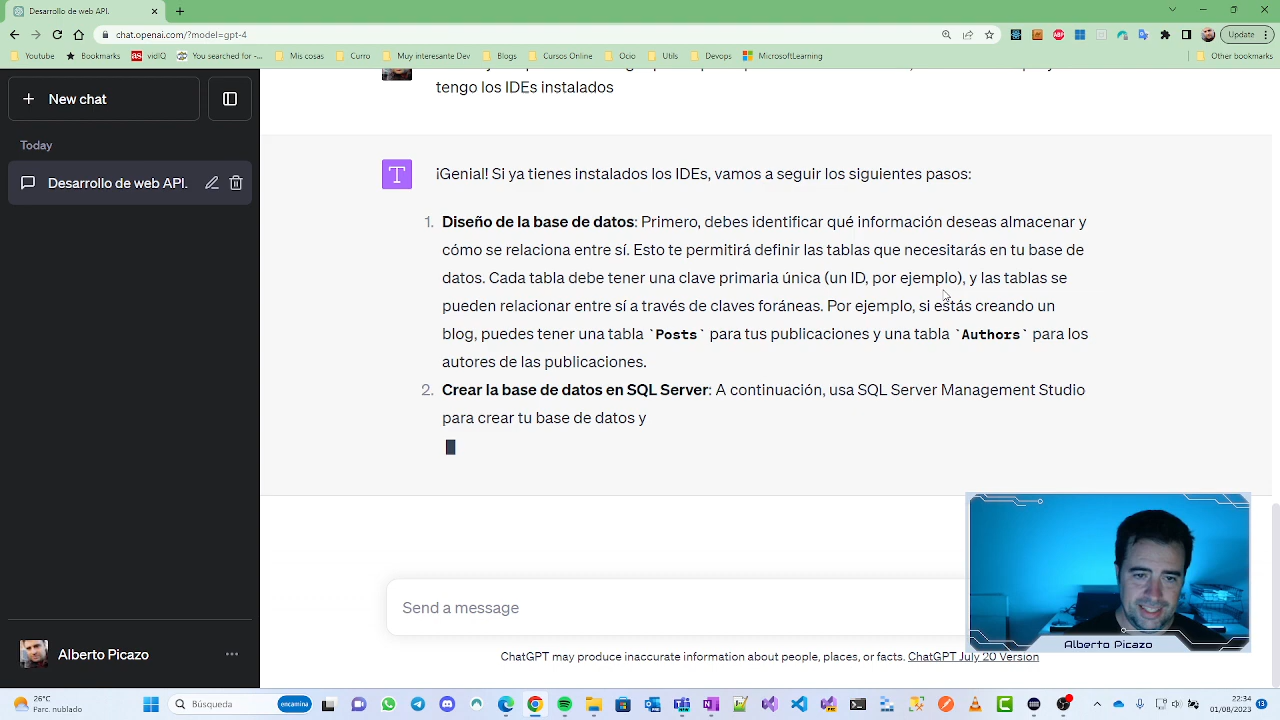 Desarrollo de web API.
chat.openai.com/?model=gpt-4
Update
Youtube
vidIQ
You searched for -...
Mis cosas
Curro
Muy interesante Dev
Blogs
Cursos Online
Ocio
Utils
Devops
MicrosoftLearning
Other bookmarks
New chat
tengo los IDEs instalados
Today
Desarrollo de web API.
¡Genial! Si ya tienes instalados los IDEs, vamos a seguir los siguientes pasos:
1. Diseño de la base de datos: Primero, debes identificar qué información deseas almacenar y
cómo se relaciona entre sí. Esto te permitirá definir las tablas que necesitarás en tu base de
datos. Cada tabla debe tener una clave primaria única (un ID, por ejemplo), y las tablas se
pueden relacionar entre sí a través de claves foráneas. Por ejemplo, si estás creando un
blog, puedes tener una tabla `Posts` para tus publicaciones y una tabla `Authors` para los
autores de las publicaciones.
2. Crear la base de datos en SQL Server: A continuación, usa SQL Server Management Studio
para crear tu base de datos y
Send a message
Alberto Picazo
Alberto Picazo
ChatGPT may produce inaccurate information about people, places, or facts. ChatGPT July 20 Version
26°C
Parc. nublado
Búsqueda
encamina
22:34
01/08/2023